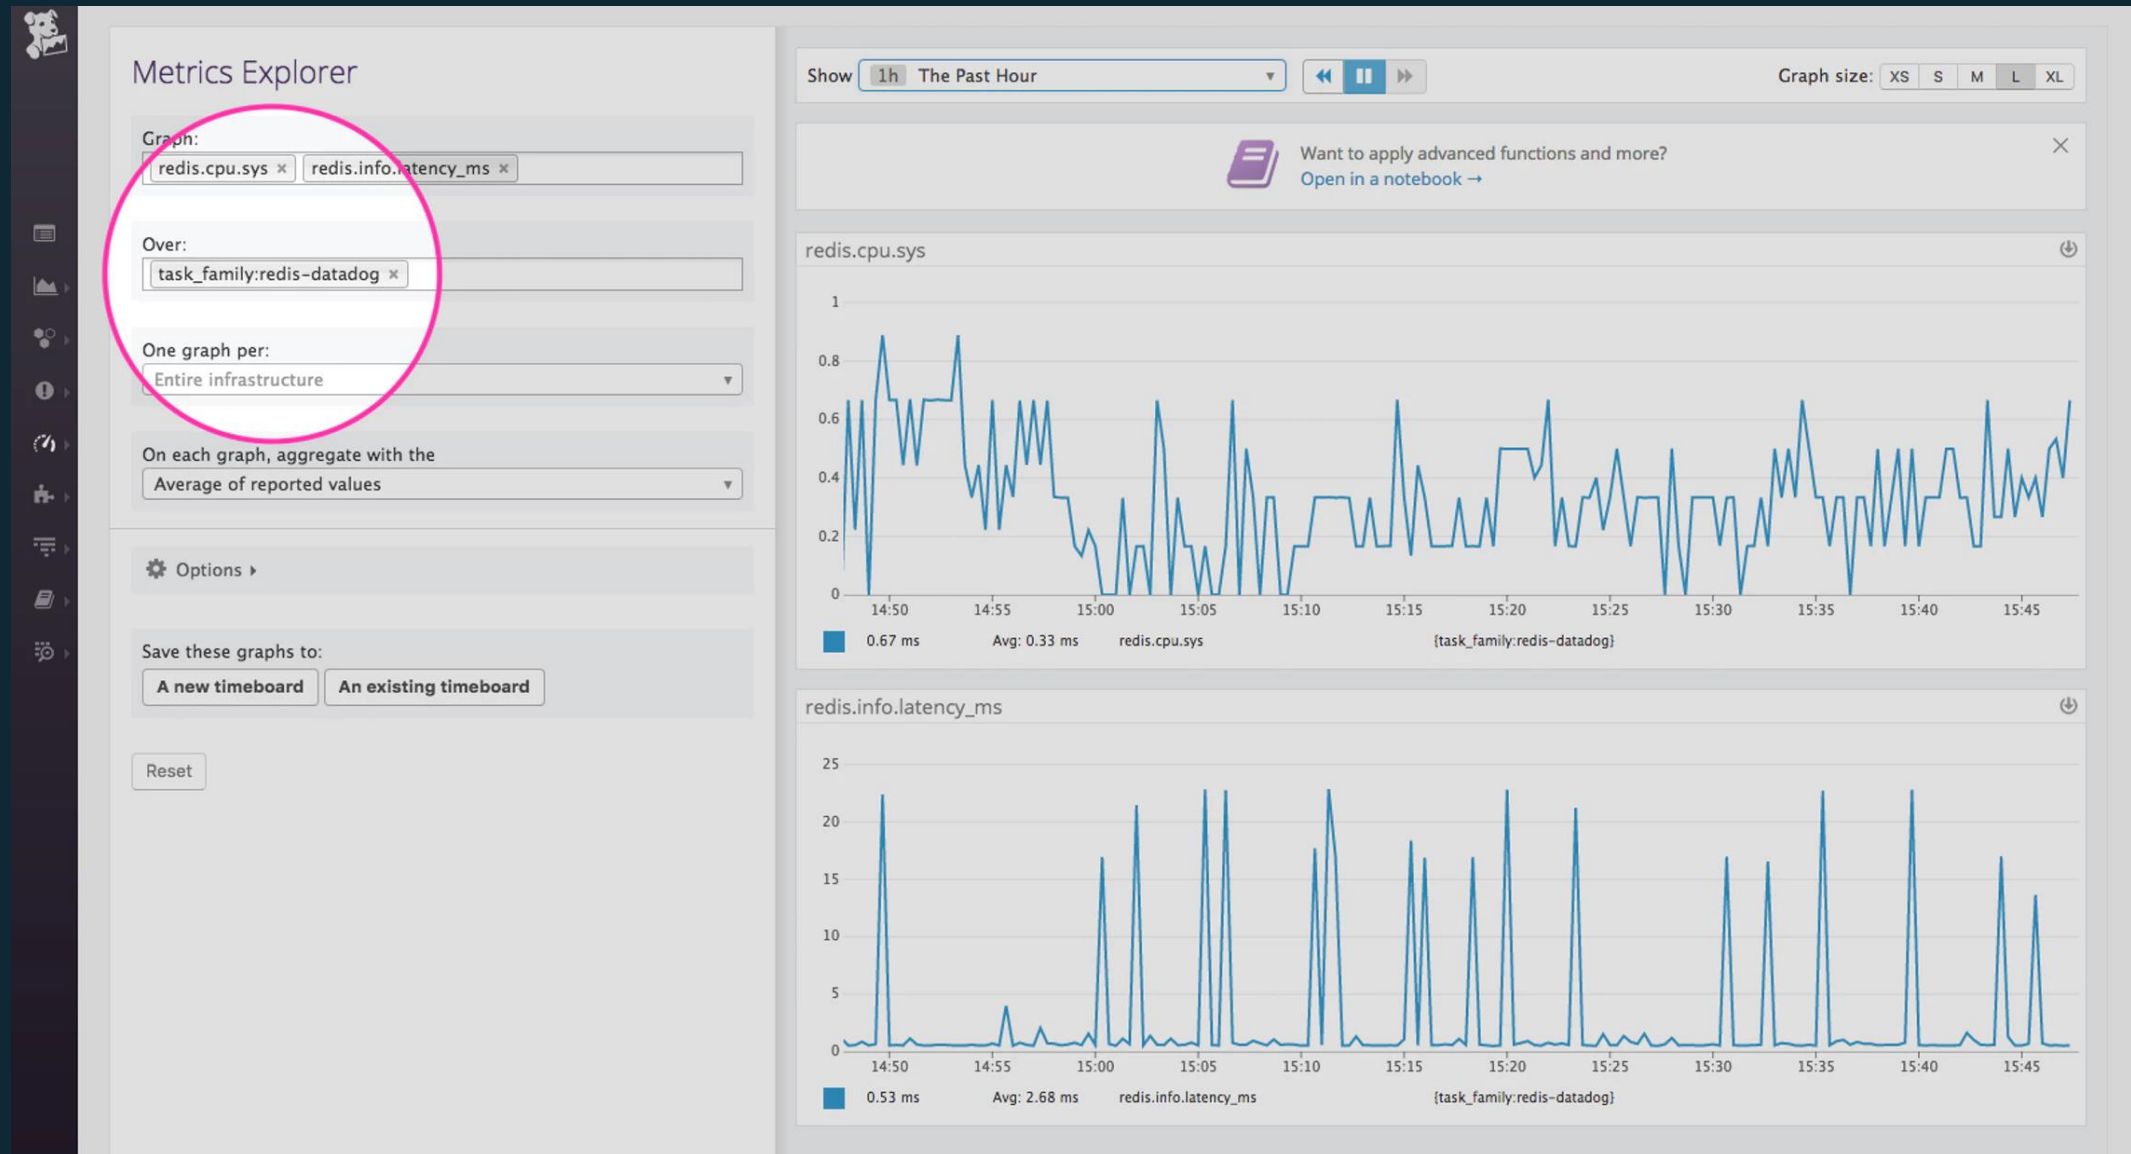 Metrics Explorer
Graph:
redis.cpu.sys × redis.info.latency_ms ×
Over:
task_family:redis-datadog ×
One graph per:
Entire infrastructure
On each graph, aggregate with the
Average of reported values
Options
Save these graphs to:
A new timeboard An existing timeboard
Reset
Show 1h The Past Hour
Graph size: XS S M L XL
Want to apply advanced functions and more?
Open in a notebook →
redis.cpu.sys
1
0.8
0.6
0.4
0.2
0
14:50 14:55 15:00 15:05 15:10 15:15 15:20 15:25 15:30 15:35 15:40 15:45
0.67 ms Avg: 0.33 ms redis.cpu.sys {task_family:redis-datadog}
redis.info.latency_ms
25
20
15
10
5
0
14:50 14:55 15:00 15:05 15:10 15:15 15:20 15:25 15:30 15:35 15:40 15:45
0.53 ms Avg: 2.68 ms redis.info.latency_ms {task_family:redis-datadog}